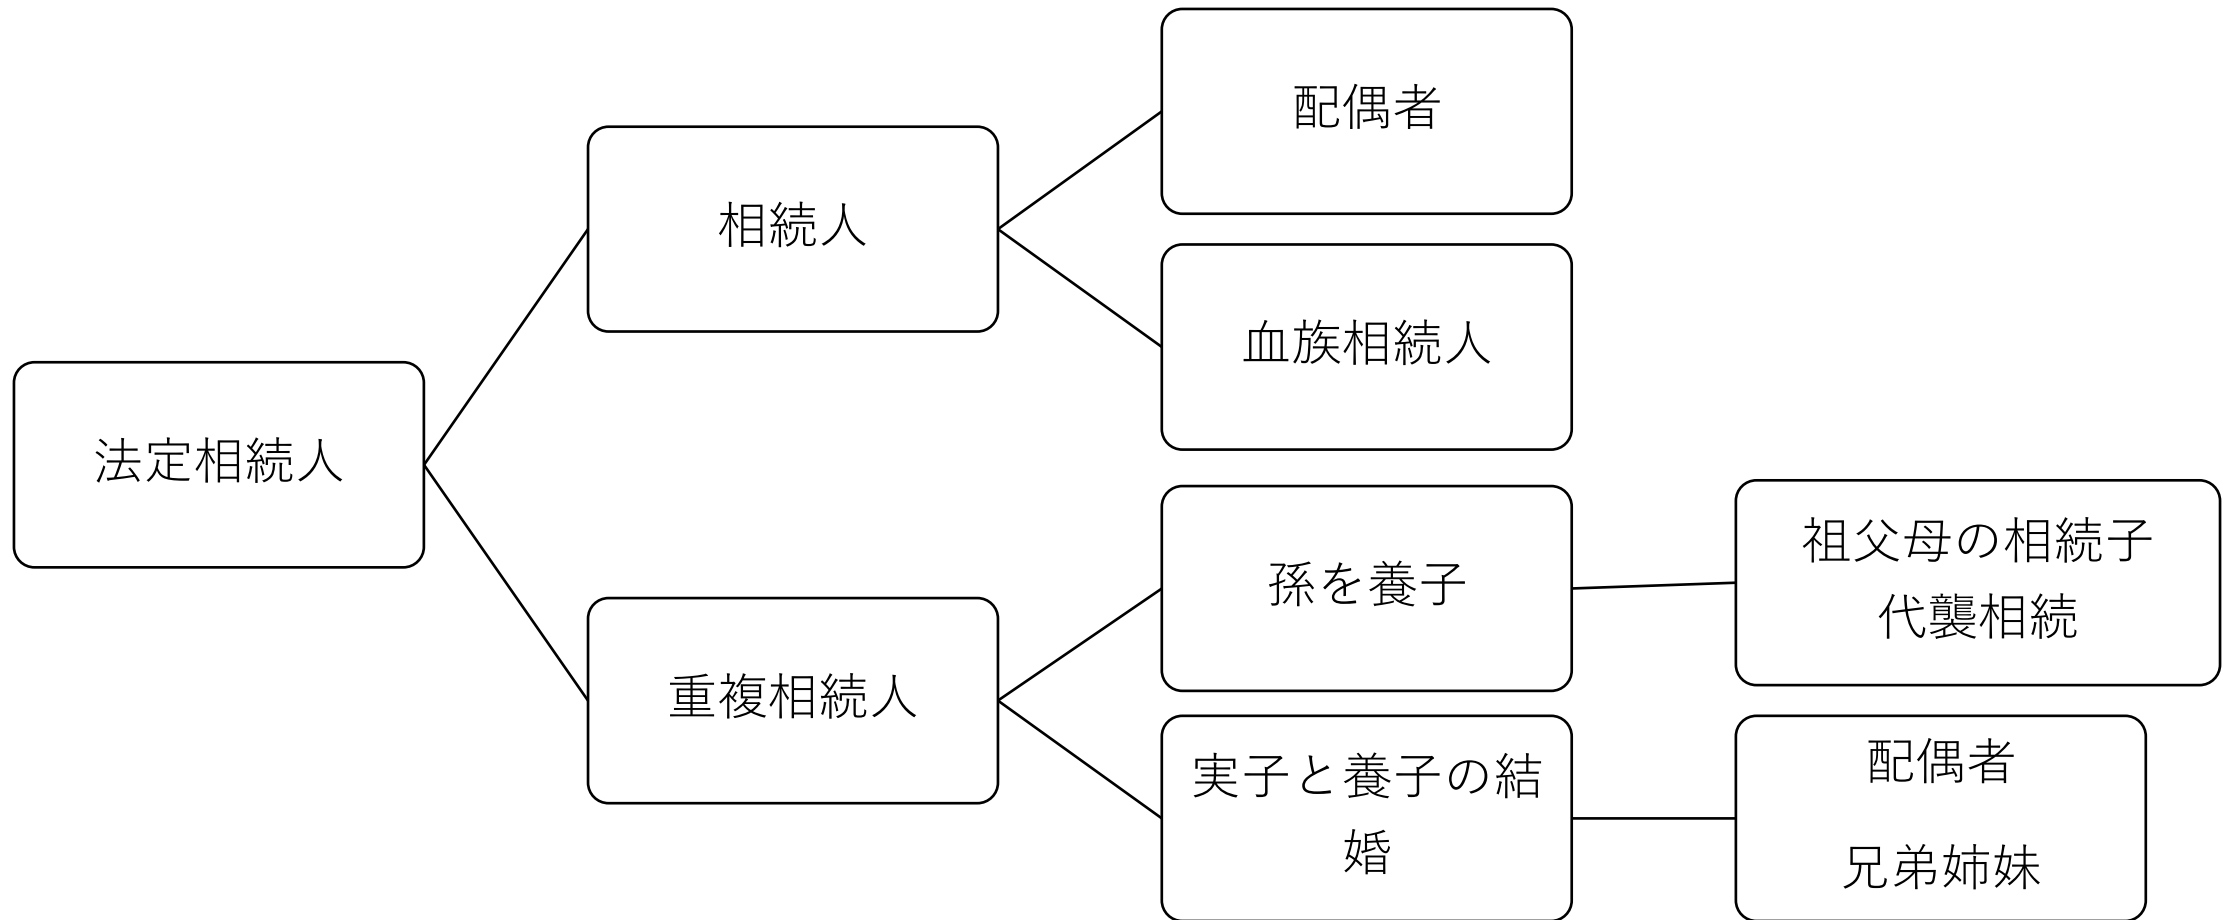 法定相続人
相続人
配偶者
血族相続人
重複相続人
孫を養子
祖父母の相続子
代襲相続
実子と養子の結
婚
配偶者
兄弟姉妹